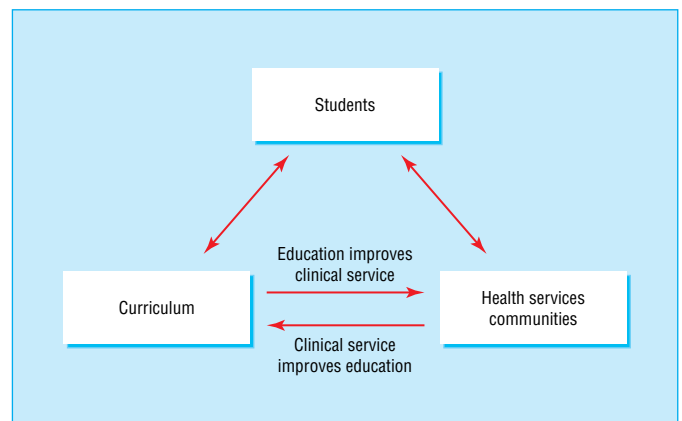 Students
Education improves
clinical service
Curriculum
Health services
communities
Clinical service
improves education